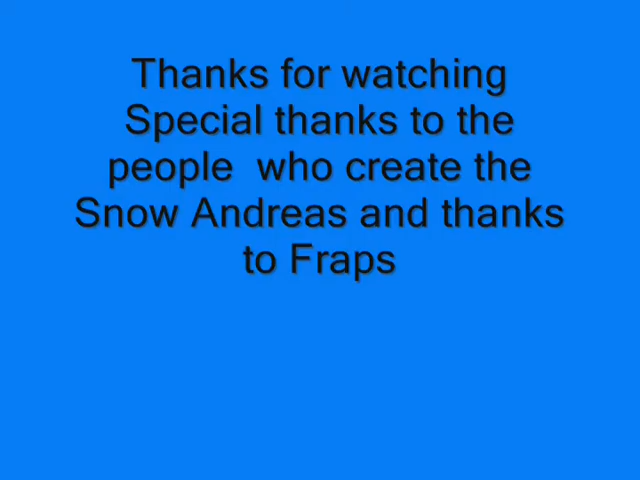 Thanks for watching
Special thanks to the
people  who create the
Snow Andreas and thanks
to Fraps